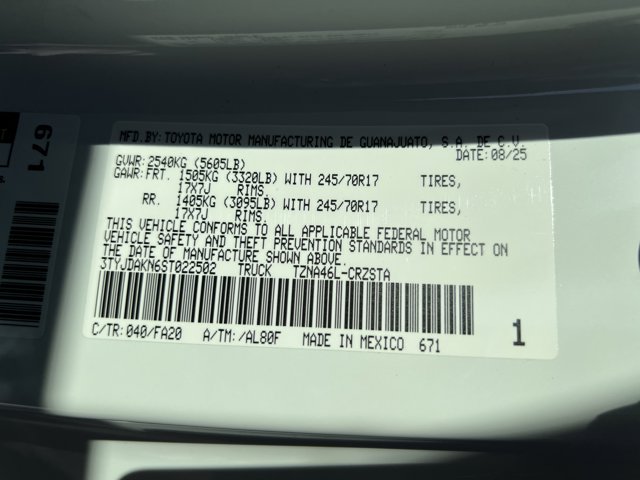 MFD.BY:TOYOTA MOTOR MANUFACTURING DE GUANAJUATO, S.A. DE C.V.
DATE: 08/25
GVWR:2540KG (5605LB)
GAWR:FRT. 1505KG (3320LB) WITH 245/70R17 TIRES,
17X7J RIMS.
RR. 1405KG (3095LB) WITH 245/70R17 TIRES,
17X7J RIMS.
THIS VEHICLE CONFORMS TO ALL APPLICABLE FEDERAL MOTOR
VEHICLE SAFETY AND THEFT PREVENTION STANDARDS IN EFFECT ON
THE DATE OF MANUFACTURE SHOWN ABOVE.
3TYJDAKN6ST022502 TRUCK TZNA46L-CRZSTA
C/TR:040/FA20 A/TM:/AL80F MADE IN MEXICO 671
1
671